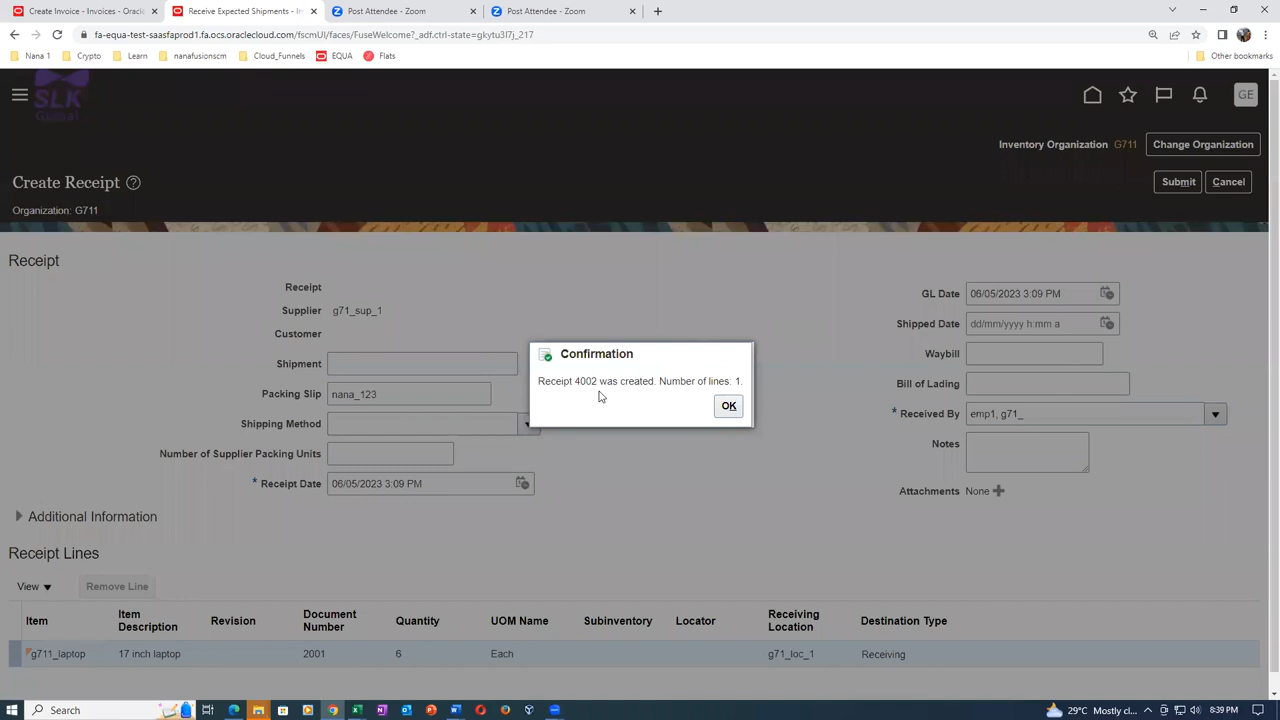 Create Invoice - Invoices - Oracl
Receive Expected Shipments - In
Post Attendee - Zoom
Post Attendee - Zoom
fa-equa-test-saasfaprod1.fa.ocs.oraclecloud.com/fscmUI/faces/FuseWelcome?_adf.ctrl-state=gkytu3l7j_217
Nana 1
Crypto
Learn
nanafusionscm
Cloud_Funnels
EQUA
Flats
Other bookmarks
SLK
Global
GE
Inventory Organization G711
Change Organization
Create Receipt ?
Submit
Cancel
Organization: G711
Receipt
Receipt
Supplier g71_sup_1
Customer
Shipment
Packing Slip nana_123
Shipping Method
Number of Supplier Packing Units
* Receipt Date 06/05/2023 3:09 PM
GL Date 06/05/2023 3:09 PM
Shipped Date dd/mm/yyyy h:mm a
Waybill
Bill of Lading
* Received By emp1, g71_
Notes
Attachments None
Confirmation
Receipt 4002 was created. Number of lines: 1.
OK
Additional Information
Receipt Lines
View
Remove Line
Item
Item Description
Revision
Document Number
Quantity
UOM Name
Subinventory
Locator
Receiving Location
Destination Type
g711_laptop
17 inch laptop
2001
6
Each
g71_loc_1
Receiving
Search
29°C Mostly cl...
8:39 PM